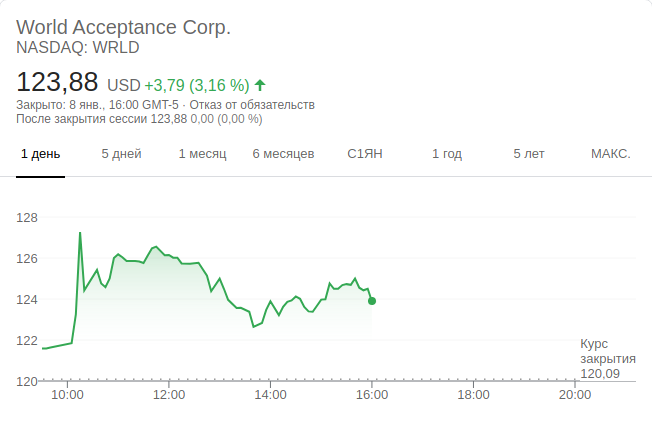 World Acceptance Corp.
NASDAQ: WRLD
123,88 USD +3,79 (3,16 %)
Закрыто: 8 янв., 16:00 GMT-5 · Отказ от обязательств
После закрытия сессии 123,88 0,00 (0,00 %)
1 день 5 дней 1 месяц 6 месяцев С1ЯН 1 год 5 лет МАКС.
128
126
124
122
Курс
закрытия
120,09
120
10:00 12:00 14:00 16:00 18:00 20:00